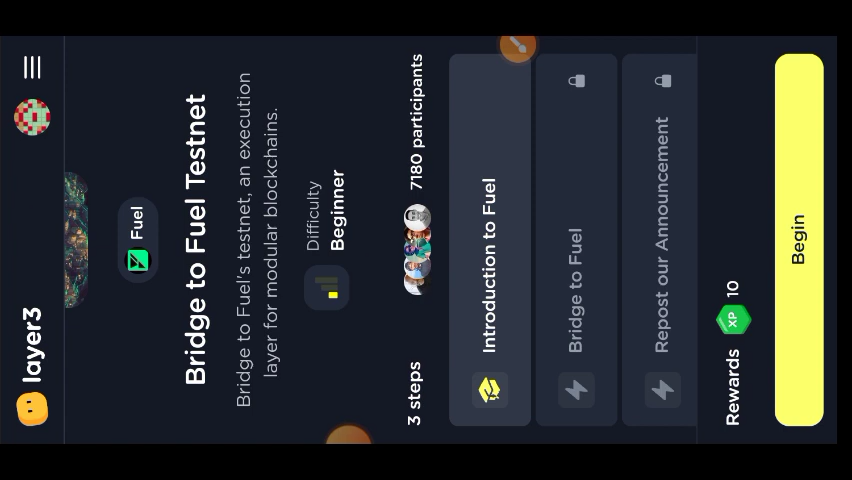 layer3
Fuel
Bridge to Fuel Testnet
Bridge to Fuel's testnet, an execution
layer for modular blockchains.
Difficulty
Beginner
3 steps 7180 participants
Introduction to Fuel
Bridge to Fuel
Repost our Announcement
Rewards XP 10
Begin